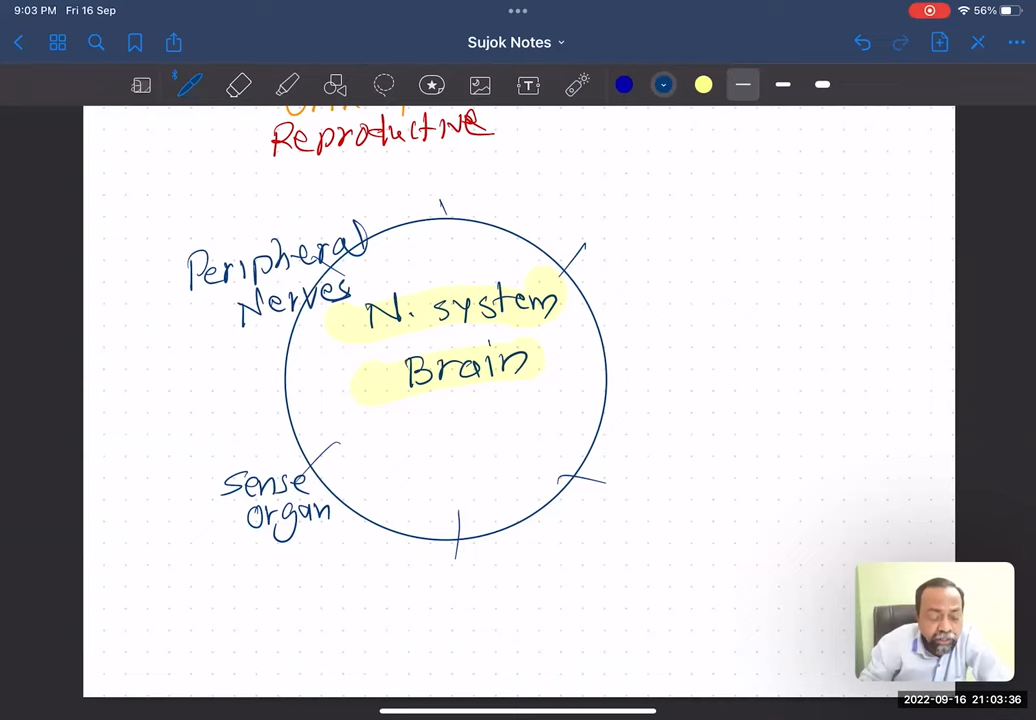 9:03 PM Fri 16 Sep
56%
Sujok Notes
Reproductive
Peripheral
Nerves
N. system
Brain
Sense
organ
2022-09-16 21:03:36